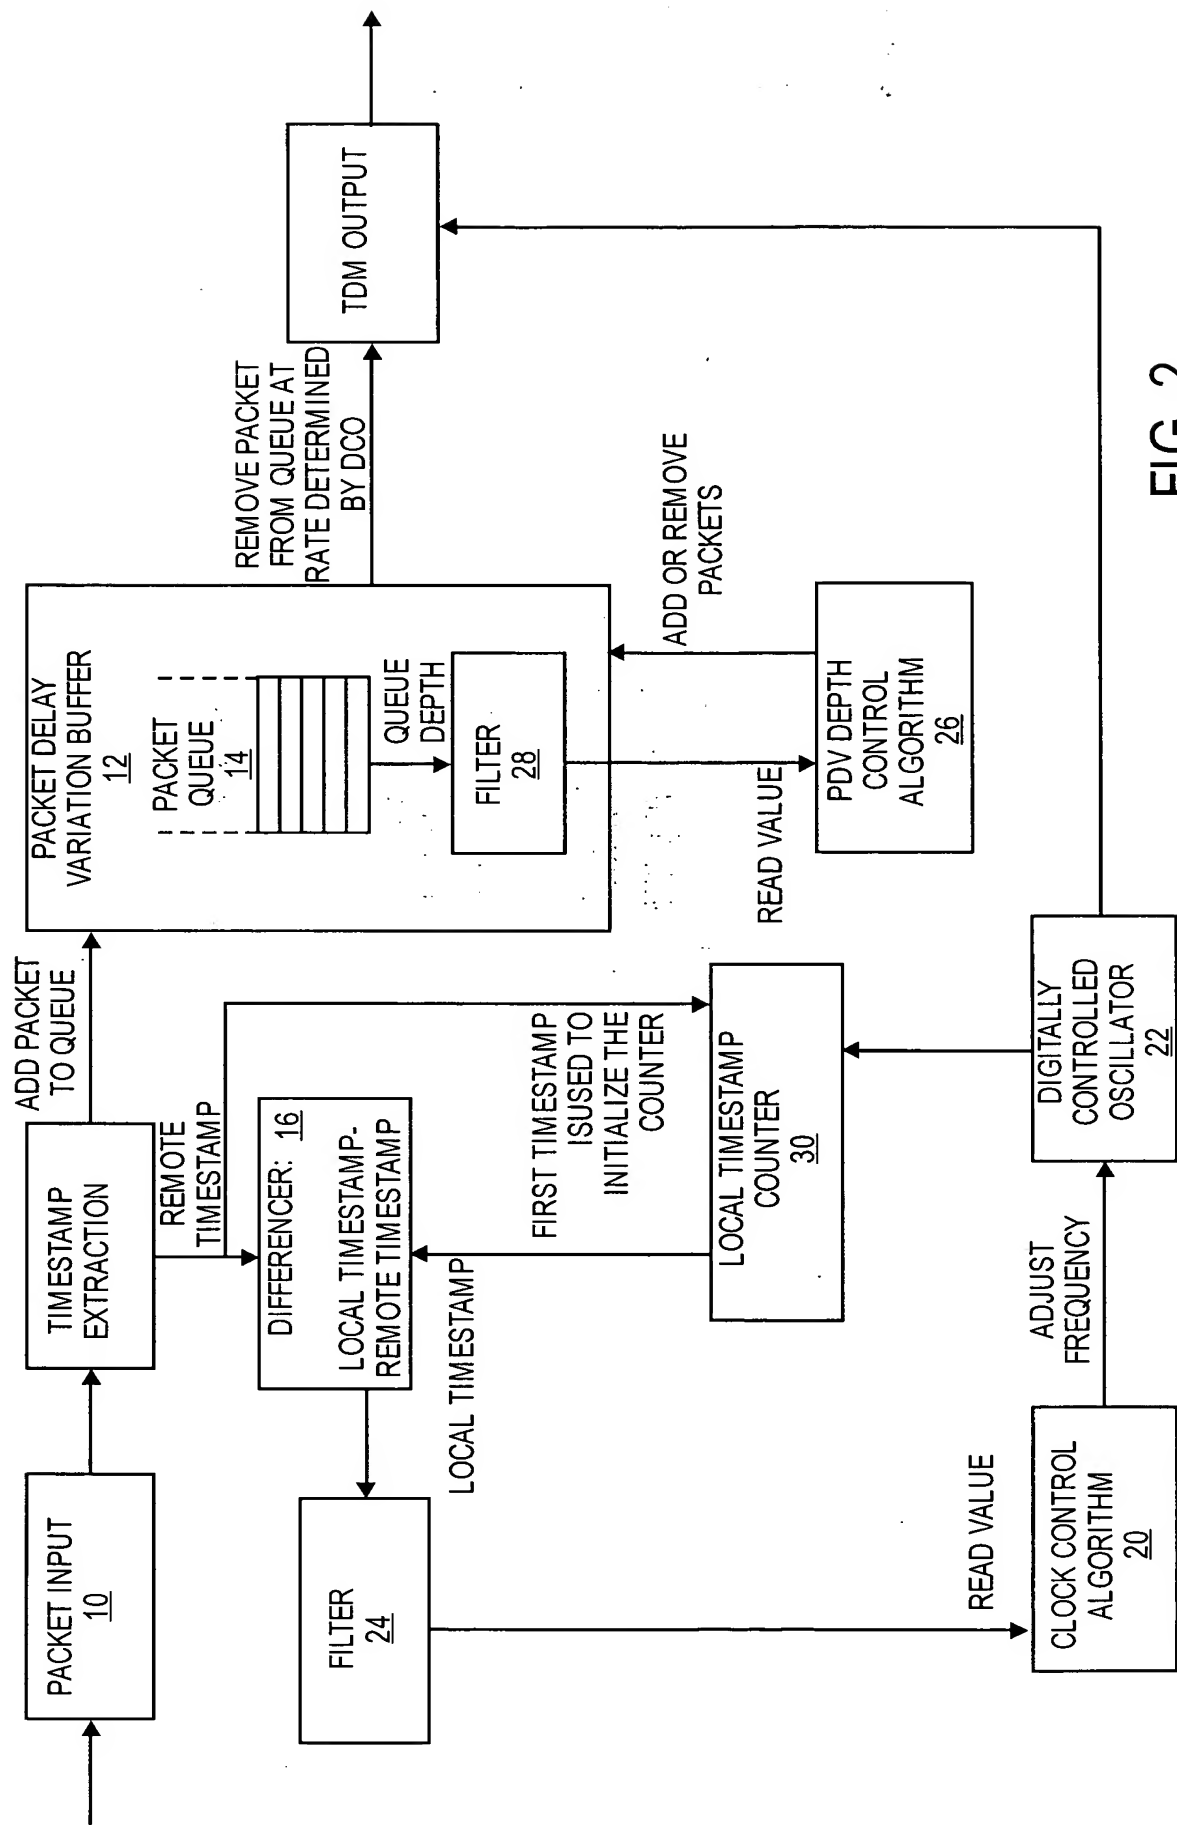 PACKET INPUT
10
TIMESTAMP
EXTRACTION
ADD PACKET
TO QUEUE
REMOTE
TIMESTAMP
PACKET DELAY
VARIATION BUFFER
12
PACKET
QUEUE
14
QUEUE
DEPTH
FILTER
28
REMOVE PACKET
FROM QUEUE AT
RATE DETERMINED
BY DCO
TDM OUTPUT
DIFFERENCER: 16
LOCAL TIMESTAMP-
REMOTE TIMESTAMP
FILTER
24
LOCAL TIMESTAMP
FIRST TIMESTAMP
ISUSED TO
INITIALIZE THE
COUNTER
LOCAL TIMESTAMP
COUNTER
30
READ VALUE
ADD OR REMOVE
PACKETS
PDV DEPTH
CONTROL
ALGORITHM
26
READ VALUE
CLOCK CONTROL
ALGORITHM
20
ADJUST
FREQUENCY
DIGITALLY
CONTROLLED
OSCILLATOR
22
FIG. 2